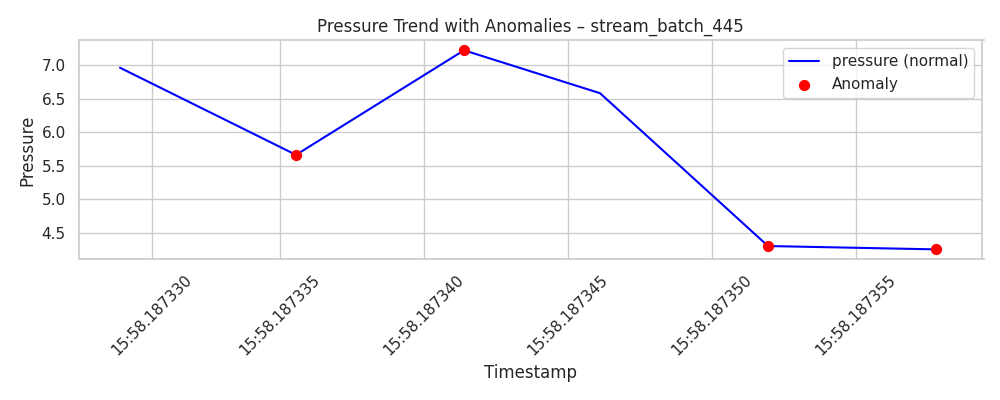 Pressure Trend with Anomalies – stream_batch_445
pressure (normal)
Anomaly
Pressure
7.0
6.5
6.0
5.5
5.0
4.5
15:58.187330
15:58.187335
15:58.187340
15:58.187345
15:58.187350
15:58.187355
Timestamp